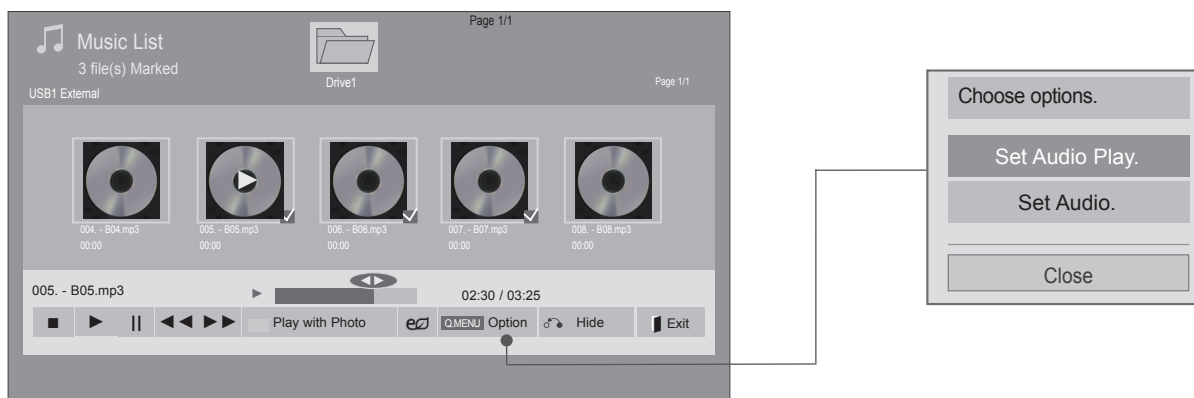 Page 1/1
Music List
3 file(s) Marked
Drive1
Page 1/1
USB1 External
004. - B04.mp3
00:00
005. - B05.mp3
00:00
006. - B06.mp3
00:00
007. - B07.mp3
00:00
008. - B08.mp3
00:00
005. - B05.mp3
02:30 / 03:25
Play with Photo
Q.MENU Option
Hide
Exit
Choose options.
Set Audio Play.
Set Audio.
Close